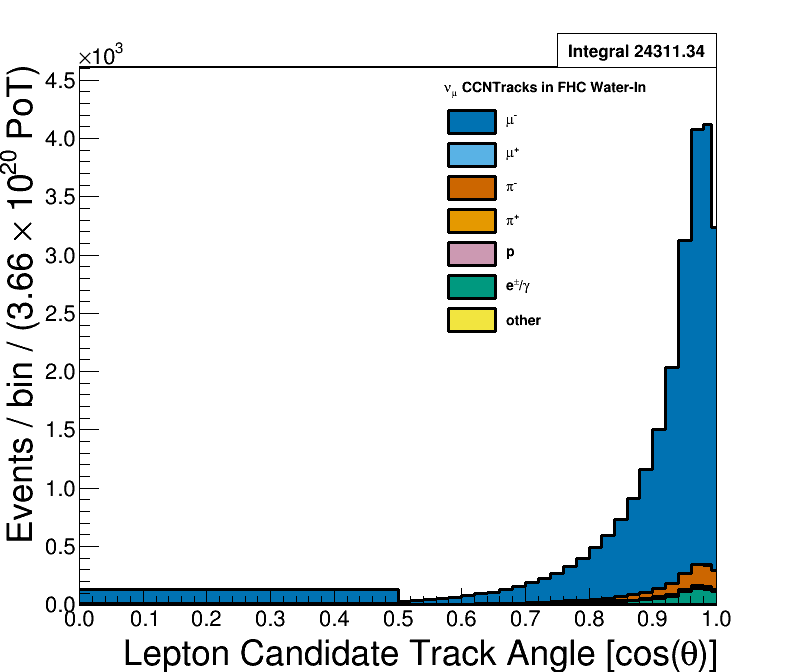 Integral 24311.34
×10³
ν_μ CCNTracks in FHC Water-In
μ⁻
μ⁺
π⁻
π⁺
p
e±/γ
other
Events / bin / (3.66 × 10²⁰ PoT)
4.5
4.0
3.5
3.0
2.5
2.0
1.5
1.0
0.5
0.0
0.0 0.1 0.2 0.3 0.4 0.5 0.6 0.7 0.8 0.9 1.0
Lepton Candidate Track Angle [cos(θ)]